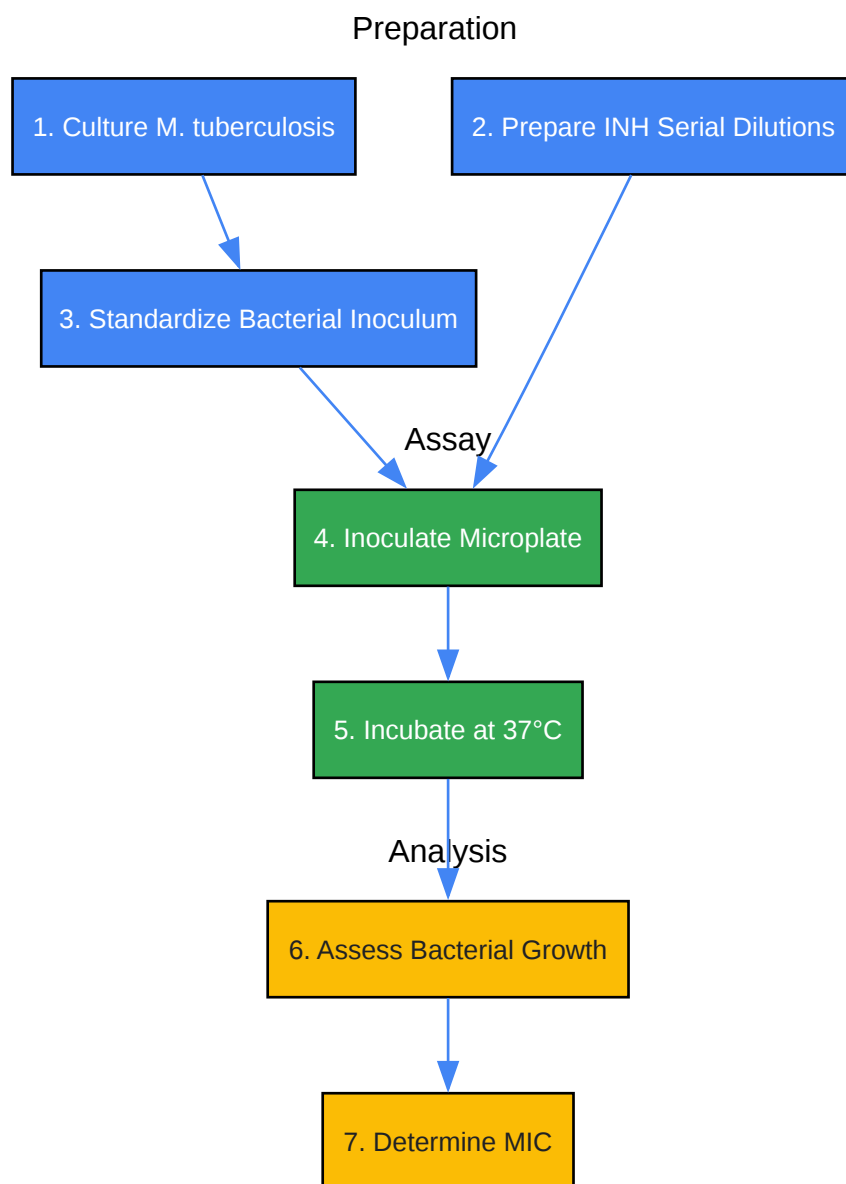 Preparation
1. Culture M. tuberculosis
2. Prepare INH Serial Dilutions
3. Standardize Bacterial Inoculum
Assay
4. Inoculate Microplate
5. Incubate at 37°C
Analysis
6. Assess Bacterial Growth
7. Determine MIC